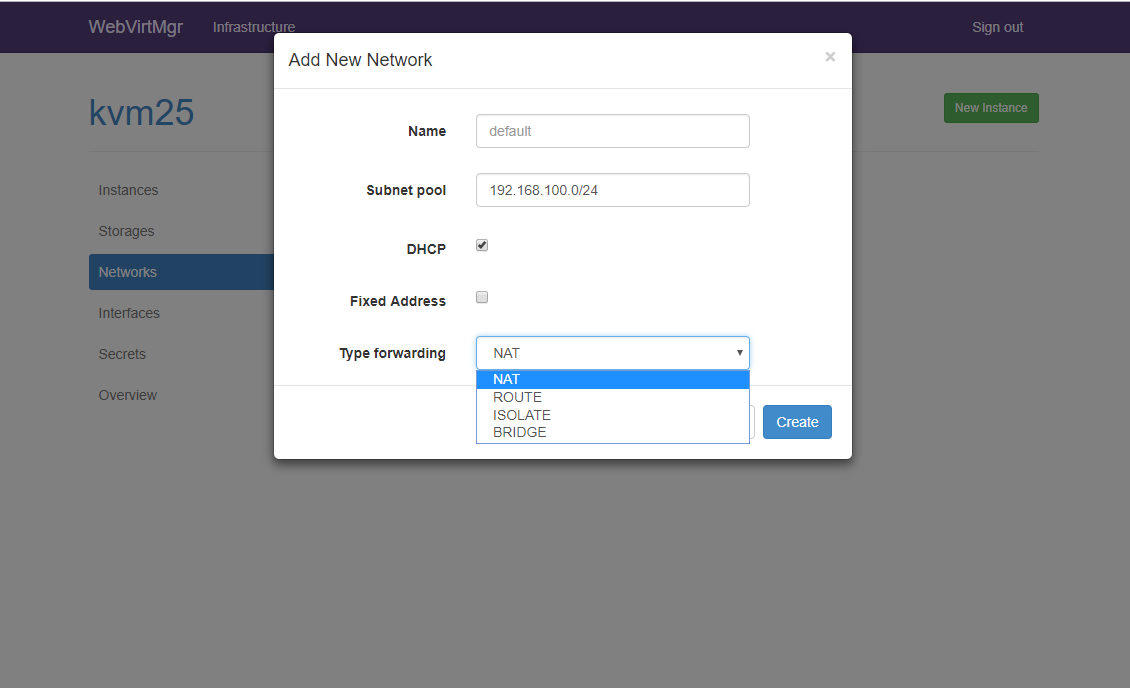 WebVirtMgr Infrastructure Sign out
Add New Network ×
kvm25
New Instance
Name default
Subnet pool 192.168.100.0/24
DHCP
Fixed Address
Type forwarding NAT
NAT
ROUTE
ISOLATE
BRIDGE
Create
Instances
Storages
Networks
Interfaces
Secrets
Overview